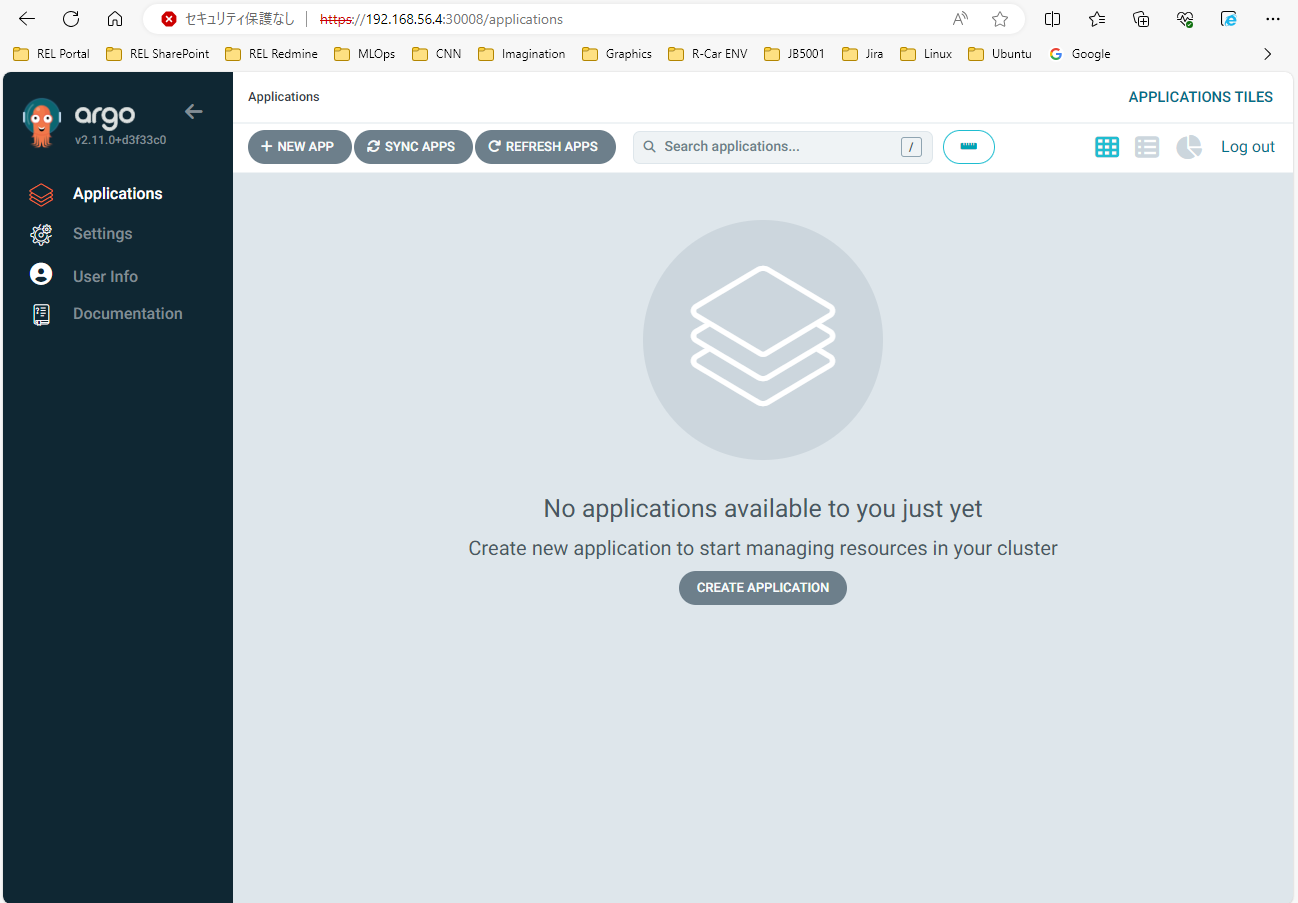 セキュリティ保護なし https://192.168.56.4:30008/applications
REL Portal REL SharePoint REL Redmine MLOps CNN Imagination Graphics R-Car ENV JB5001 Jira Linux Ubuntu Google
argo
v2.11.0+d3f33c0
Applications
Settings
User Info
Documentation
Applications APPLICATIONS TILES
+ NEW APP SYNC APPS REFRESH APPS Search applications... / Log out
No applications available to you just yet
Create new application to start managing resources in your cluster
CREATE APPLICATION